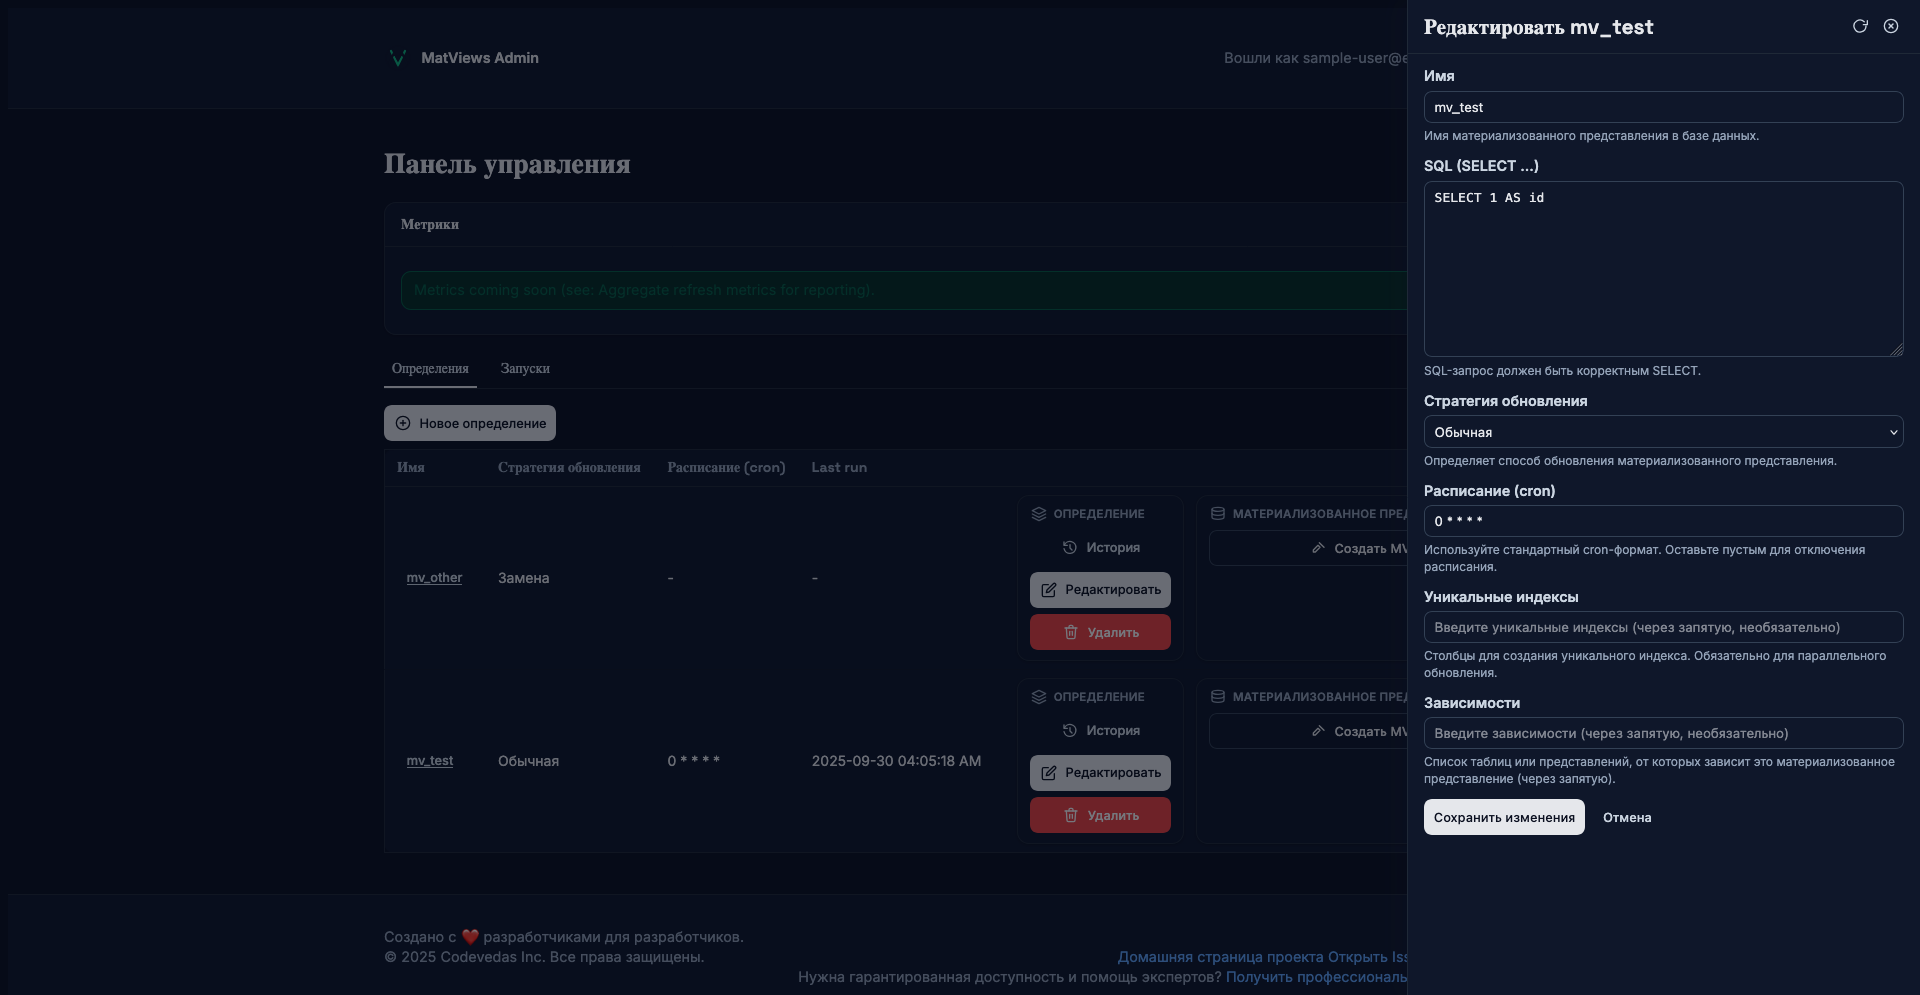 MatViews Admin
Вошли как sample-user@e
Панель управления
Метрики
Metrics coming soon (see: Aggregate refresh metrics for reporting).
Определения
Запуски
Новое определение
Имя
Стратегия обновления
Расписание (cron)
Last run
mv_other
Замена
-
-
ОПРЕДЕЛЕНИЕ
История
Редактировать
Удалить
МАТЕРИАЛИЗОВАННОЕ ПРЕД
Создать MV
mv_test
Обычная
0 * * * *
2025-09-30 04:05:18 AM
ОПРЕДЕЛЕНИЕ
История
Редактировать
Удалить
МАТЕРИАЛИЗОВАННОЕ ПРЕД
Создать MV
Создано с ❤️ разработчиками для разработчиков.
© 2025 Codevedas Inc. Все права защищены.
Домашняя страница проекта Открыть Iss
Нужна гарантированная доступность и помощь экспертов? Получить профессиональ
Редактировать mv_test
Имя
mv_test
Имя материализованного представления в базе данных.
SQL (SELECT ...)
SELECT 1 AS id
SQL-запрос должен быть корректным SELECT.
Стратегия обновления
Обычная
Определяет способ обновления материализованного представления.
Расписание (cron)
0 * * * *
Используйте стандартный cron-формат. Оставьте пустым для отключения
расписания.
Уникальные индексы
Введите уникальные индексы (через запятую, необязательно)
Столбцы для создания уникального индекса. Обязательно для параллельного
обновления.
Зависимости
Введите зависимости (через запятую, необязательно)
Список таблиц или представлений, от которых зависит это материализованное
представление (через запятую).
Сохранить изменения
Отмена